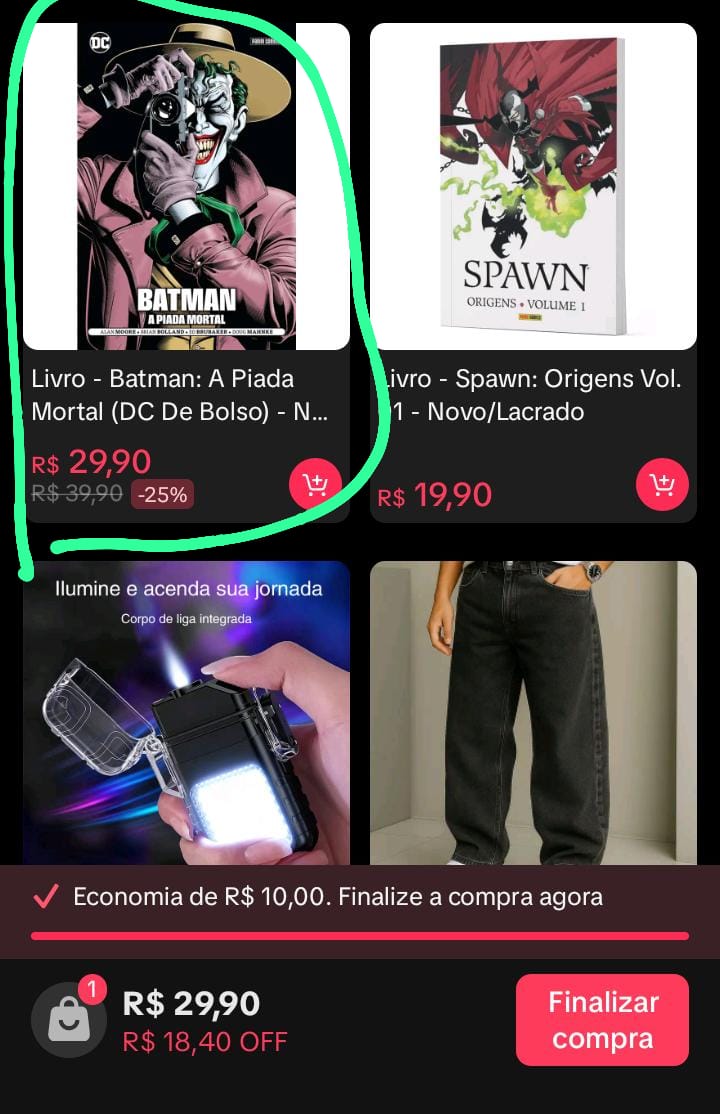 DC
BATMAN
A PIADA MORTAL
ALAN MOORE • BRIAN BOLLAND • ED BRUBAKER • DOUG MAHNKE
SPAWN
ORIGENS • VOLUME 1
Livro - Batman: A Piada
Mortal (DC De Bolso) - N...
R$ 29,90
R$ 39,90 -25%
Livro - Spawn: Origens Vol.
1 - Novo/Lacrado
R$ 19,90
Ilumine e acenda sua jornada
Corpo de liga integrada
Economia de R$ 10,00. Finalize a compra agora
1
R$ 29,90
R$ 18,40 OFF
Finalizar
compra